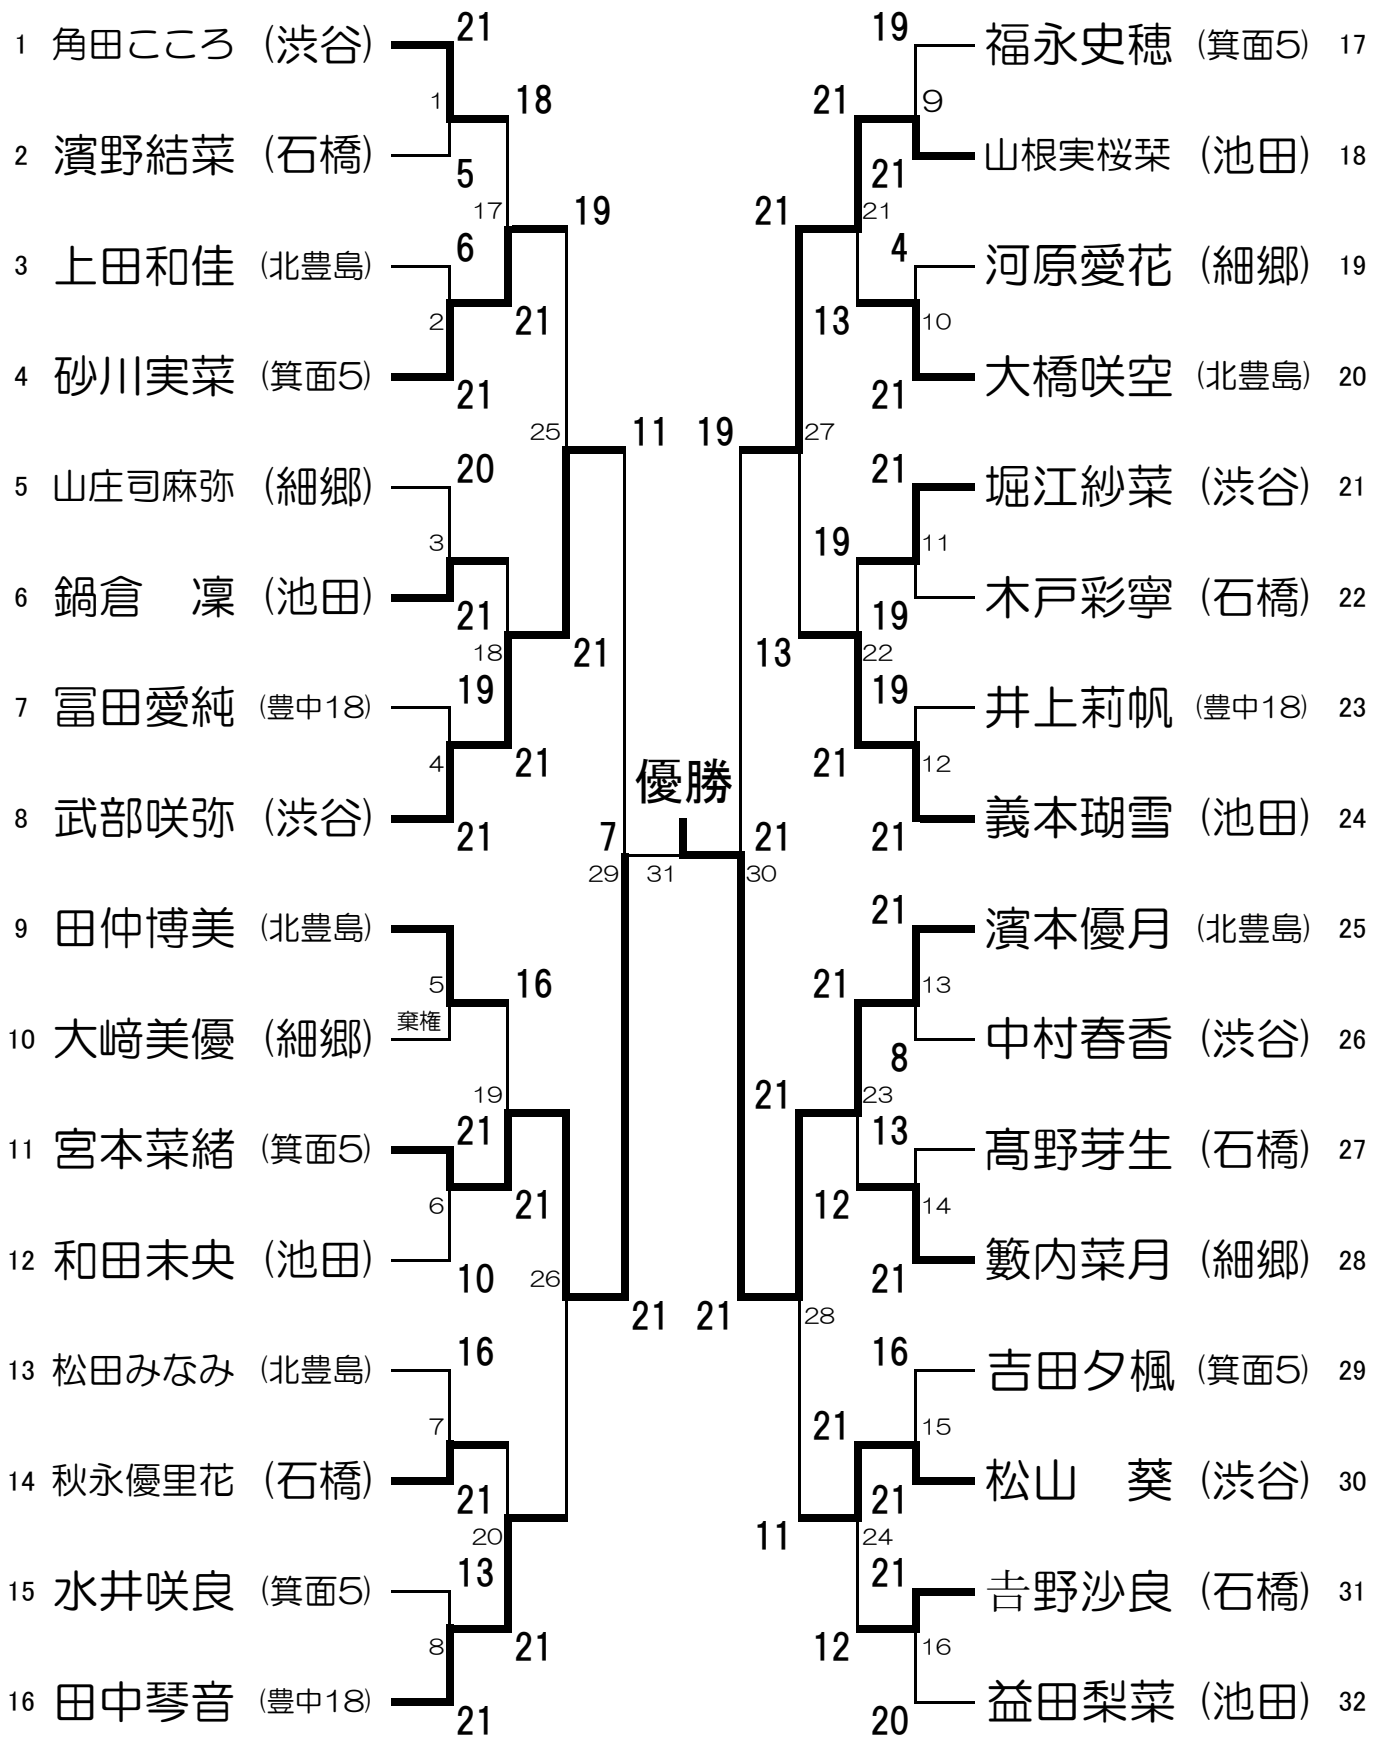 1 角田こころ (渋谷) 21 19 福永史穂 (箕面5) 17
1 18 21 9
2 濱野結菜 (石橋) 5 21 山根実桜栞 (池田) 18
17 19 21 21
3 上田和佳 (北豊島) 6 4 河原愛花 (細郷) 19
2 21 13 10
4 砂川実菜 (箕面5) 21 21 大橋咲空 (北豊島) 20
25 11 19 27
5 山庄司麻弥 (細郷) 20 21 堀江紗菜 (渋谷) 21
3 19 11
6 鍋倉 凜 (池田) 21 19 木戸彩寧 (石橋) 22
18 21 13 22
7 冨田愛純 (豊中18) 19 19 井上莉帆 (豊中18) 23
4 21 21 12
優勝
8 武部咲弥 (渋谷) 21 7 21 21 義本瑚雪 (池田) 24
29 31 30
9 田仲博美 (北豊島) 21 濱本優月 (北豊島) 25
5 16 21 13
10 大﨑美優 (細郷) 棄権 8 中村春香 (渋谷) 26
19 21 23
11 宮本菜緒 (箕面5) 21 13 髙野芽生 (石橋) 27
6 21 12 14
12 和田未央 (池田) 10 21 籔内菜月 (細郷) 28
26 21 21 28
13 松田みなみ (北豊島) 16 16 吉田夕楓 (箕面5) 29
7 21 15
14 秋永優里花 (石橋) 21 21 松山 葵 (渋谷) 30
20 11 24
15 水井咲良 (箕面5) 13 21 𠮷野沙良 (石橋) 31
8 21 12 16
16 田中琴音 (豊中18) 21 20 益田梨菜 (池田) 32